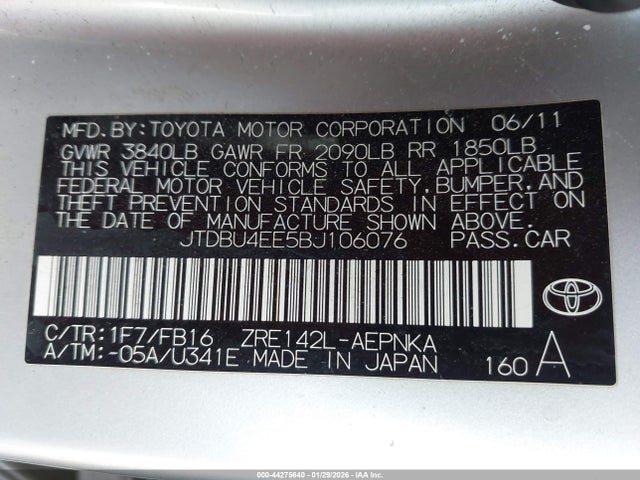 MFD.BY:TOYOTA MOTOR CORPORATION 06/11
GVWR 3840LB GAWR FR 2090LB RR 1850LB
THIS VEHICLE CONFORMS TO ALL APPLICABLE
FEDERAL MOTOR VEHICLE SAFETY,BUMPER,AND
THEFT PREVENTION STANDARDS IN EFFECT ON
THE DATE OF MANUFACTURE SHOWN ABOVE.
JTDBU4EE5BJ106076 PASS.CAR
C/TR:1F7/FB16 ZRE142L-AEPNKA
A/TM:-05A/U341E MADE IN JAPAN 160 A
000-44275640 - 01/29/2026 - IAA Inc.